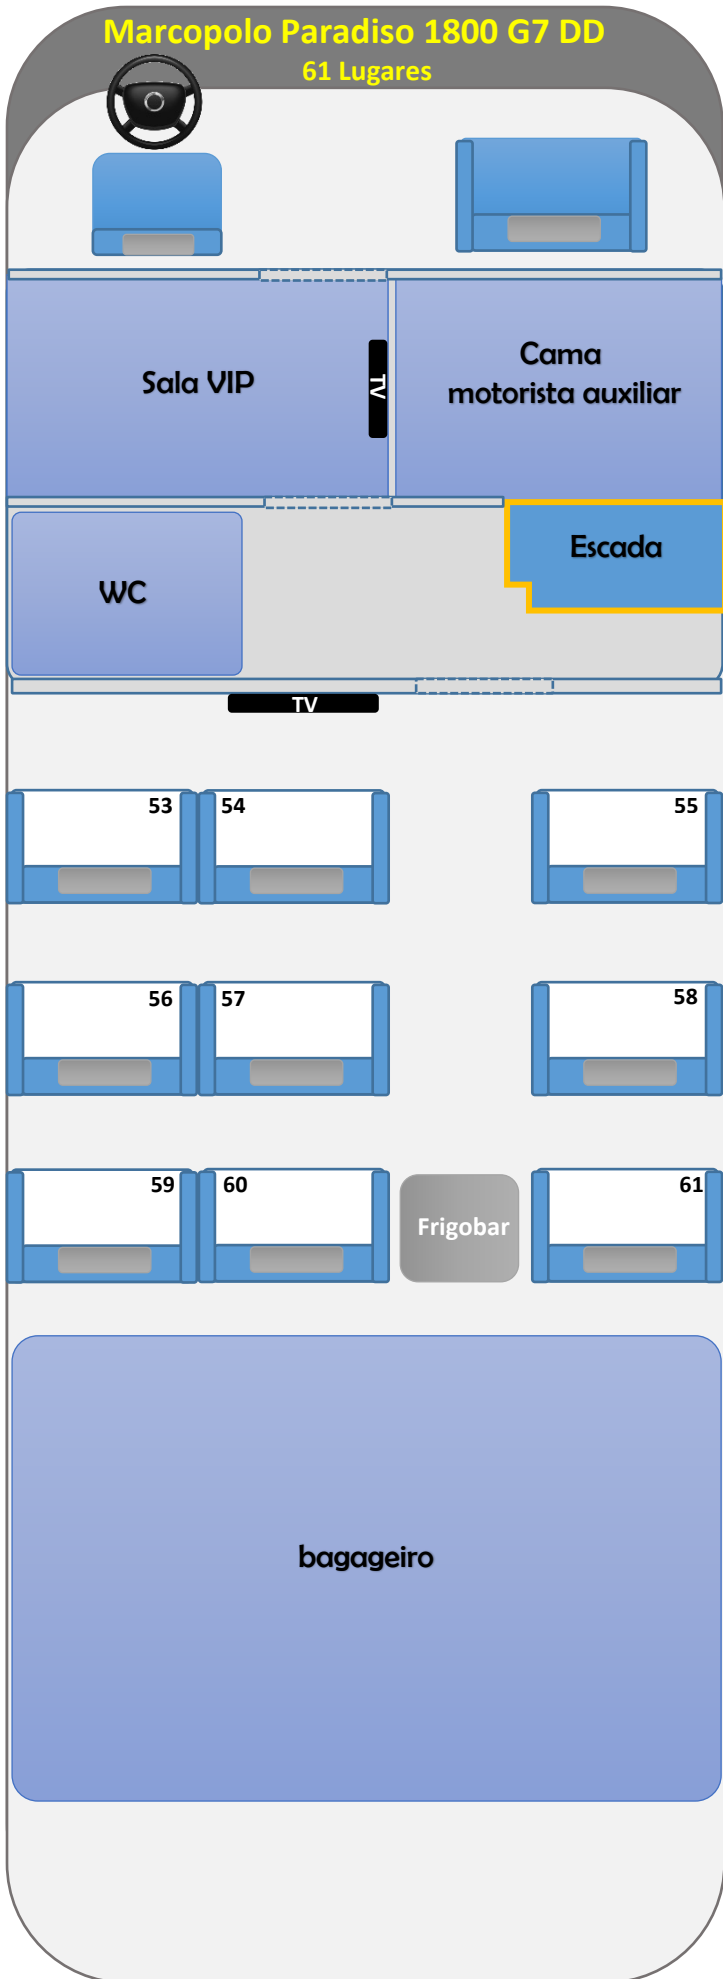 Marcopolo Paradiso 1800 G7 DD
61 Lugares
Sala VIP
TV
Cama
motorista auxiliar
Escada
WC
TV
53 54 55
56 57 58
59 60 61
Frigobar
bagageiro